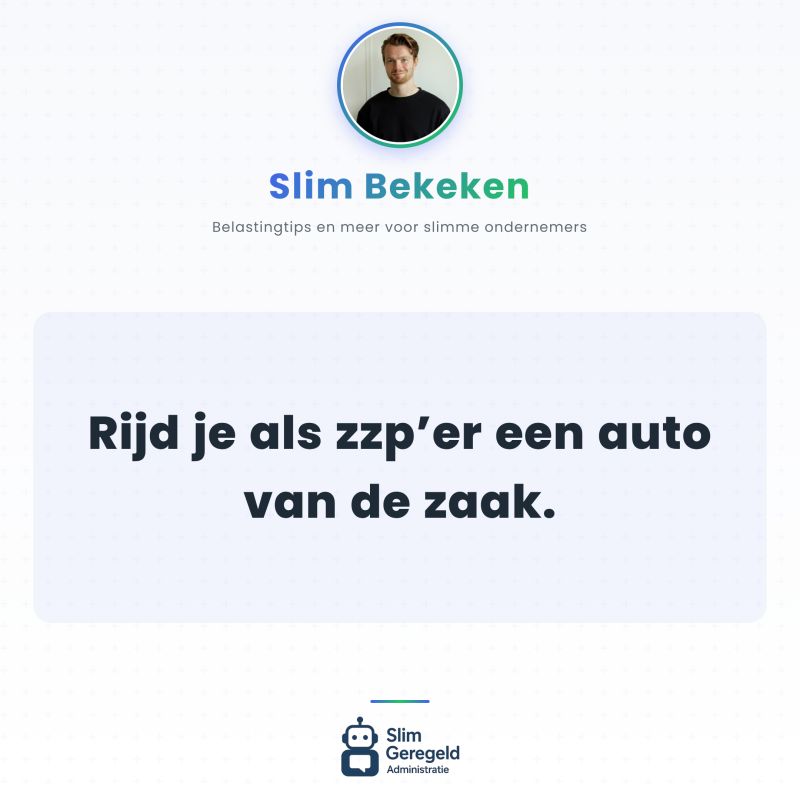 Slim Bekeken
Belastingtips en meer voor slimme ondernemers
Rijd je als zzp’er een auto
van de zaak.
Slim
Geregeld
Administratie